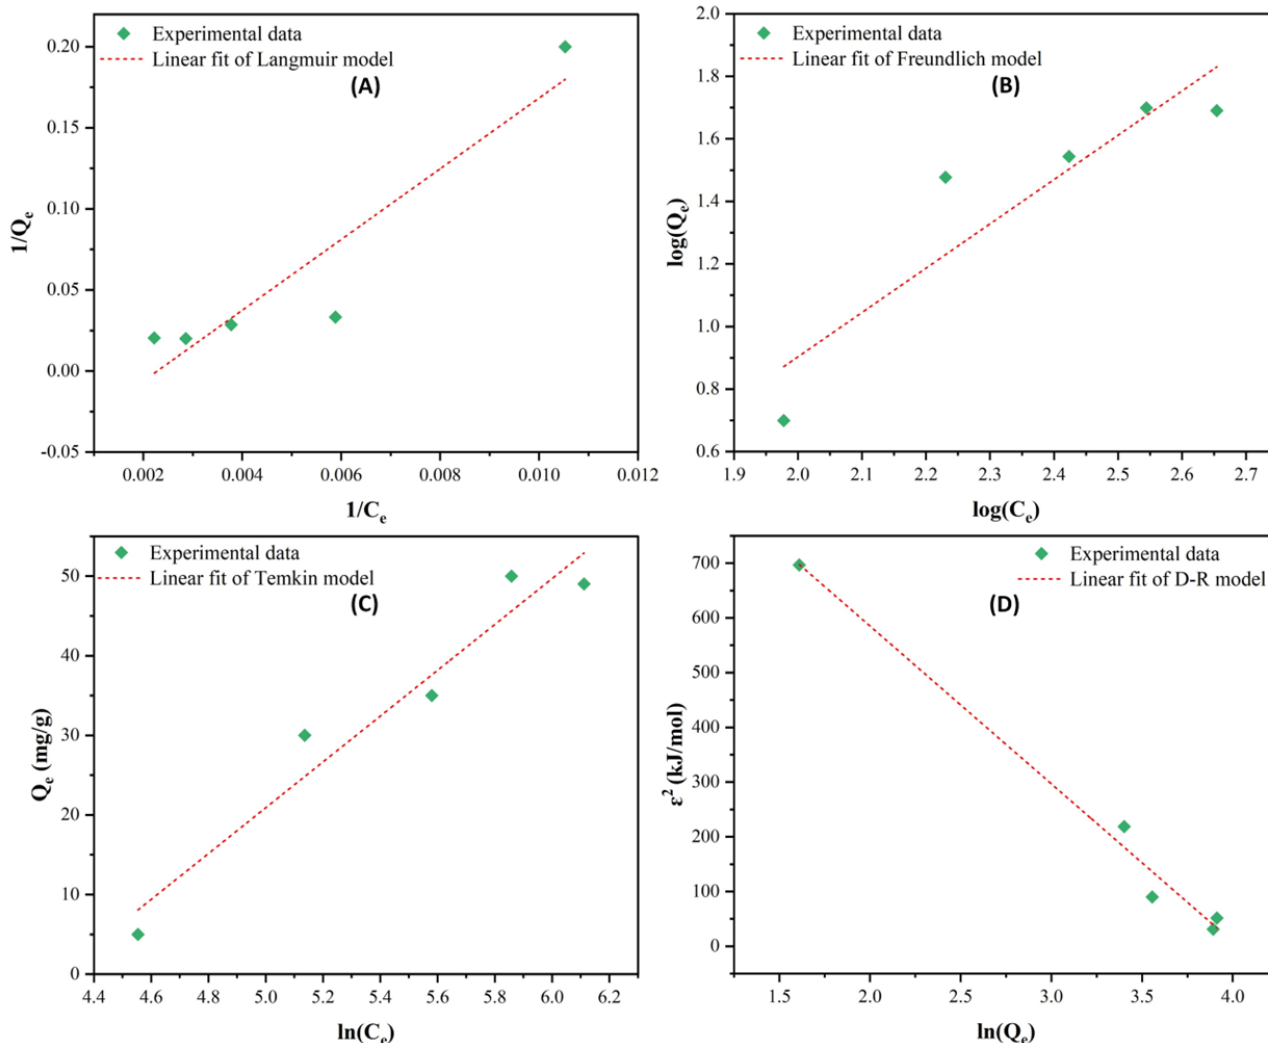 Experimental data
Linear fit of Langmuir model
(A)
0.20
0.15
0.10
0.05
0.00
-0.05
1/Qe
0.002 0.004 0.006 0.008 0.010 0.012
1/Ce
Experimental data
Linear fit of Freundlich model
(B)
2.0
1.8
1.6
1.4
1.2
1.0
0.8
0.6
log(Qe)
1.9 2.0 2.1 2.2 2.3 2.4 2.5 2.6 2.7
log(Ce)
Experimental data
Linear fit of Temkin model
(C)
50
40
30
20
10
0
Qe (mg/g)
4.4 4.6 4.8 5.0 5.2 5.4 5.6 5.8 6.0 6.2
ln(Ce)
Experimental data
Linear fit of D-R model
(D)
700
600
500
400
300
200
100
0
ε² (kJ/mol)
1.5 2.0 2.5 3.0 3.5 4.0
ln(Qe)